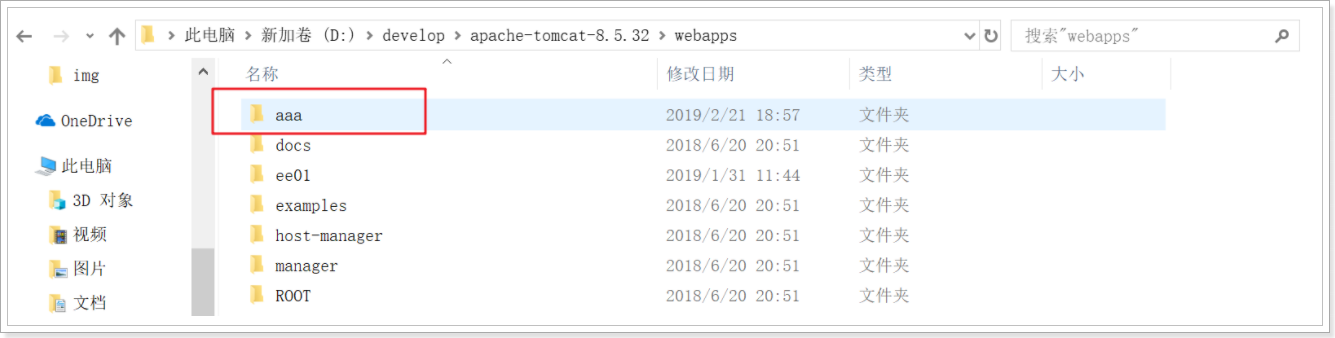 此电脑 新加卷 (D:) develop apache-tomcat-8.5.32 webapps
搜索"webapps"
img
OneDrive
此电脑
3D 对象
视频
图片
文档
名称 修改日期 类型 大小
aaa 2019/2/21 18:57 文件夹
docs 2018/6/20 20:51 文件夹
ee01 2019/1/31 11:44 文件夹
examples 2018/6/20 20:51 文件夹
host-manager 2018/6/20 20:51 文件夹
manager 2018/6/20 20:51 文件夹
ROOT 2018/6/20 20:51 文件夹